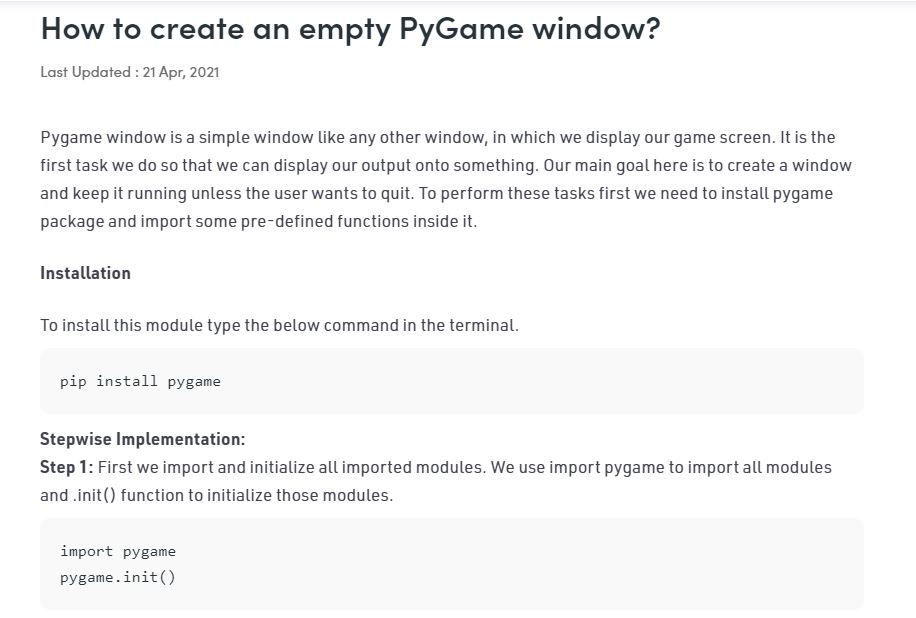 How to create an empty PyGame window?
Last Updated : 21 Apr, 2021
Pygame window is a simple window like any other window, in which we display our game screen. It is the
first task we do so that we can display our output onto something. Our main goal here is to create a window
and keep it running unless the user wants to quit. To perform these tasks first we need to install pygame
package and import some pre-defined functions inside it.
Installation
To install this module type the below command in the terminal.
pip install pygame
Stepwise Implementation:
Step 1: First we import and initialize all imported modules. We use import pygame to import all modules
and .init() function to initialize those modules.
import pygame
pygame.init()